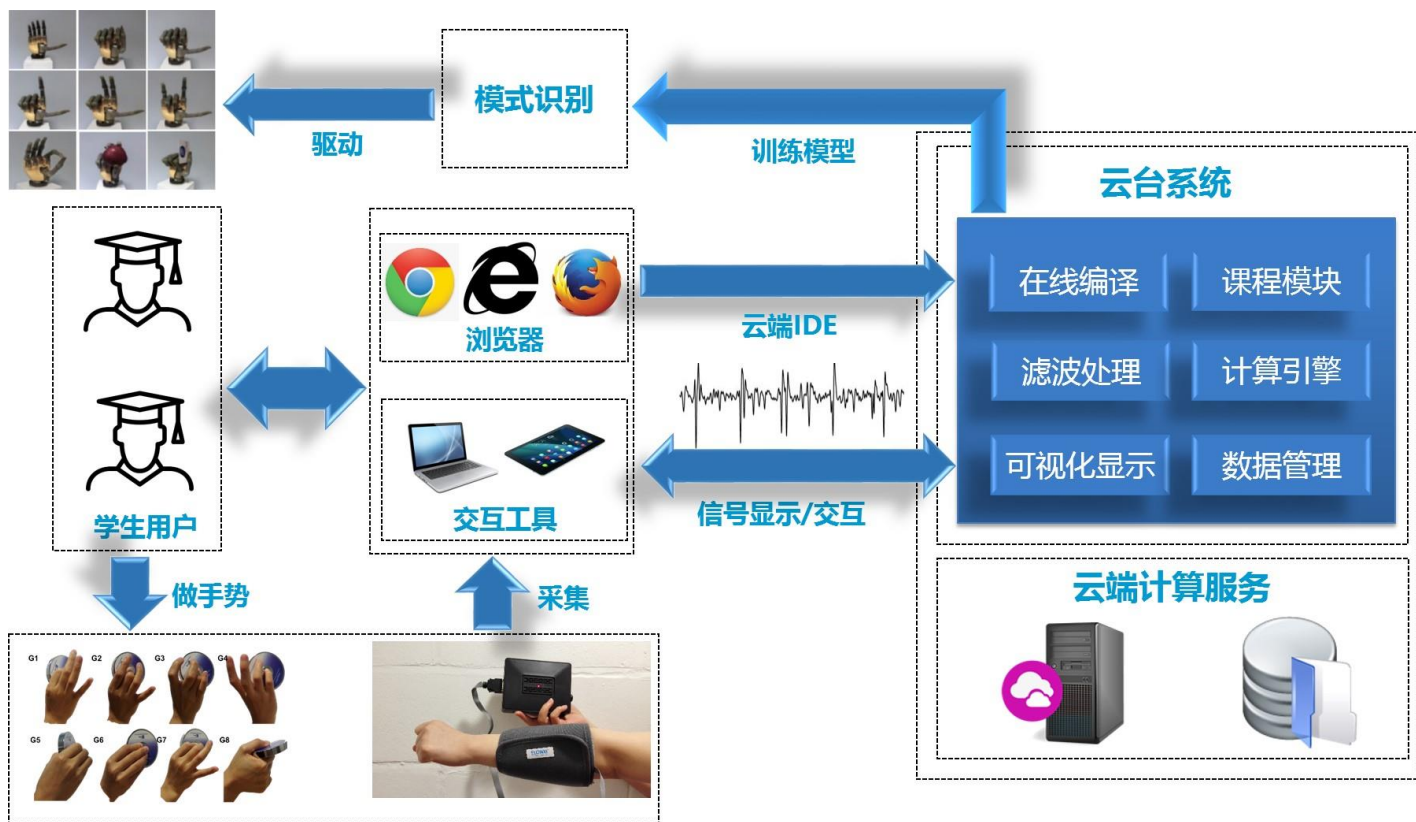 模式识别
驱动
训练模型
云台系统
在线编译
课程模块
滤波处理
计算引擎
可视化显示
数据管理
浏览器
云端IDE
交互工具
信号显示/交互
学生用户
做手势
采集
云端计算服务
G1
G2
G3
G4
G5
G6
G7
G8